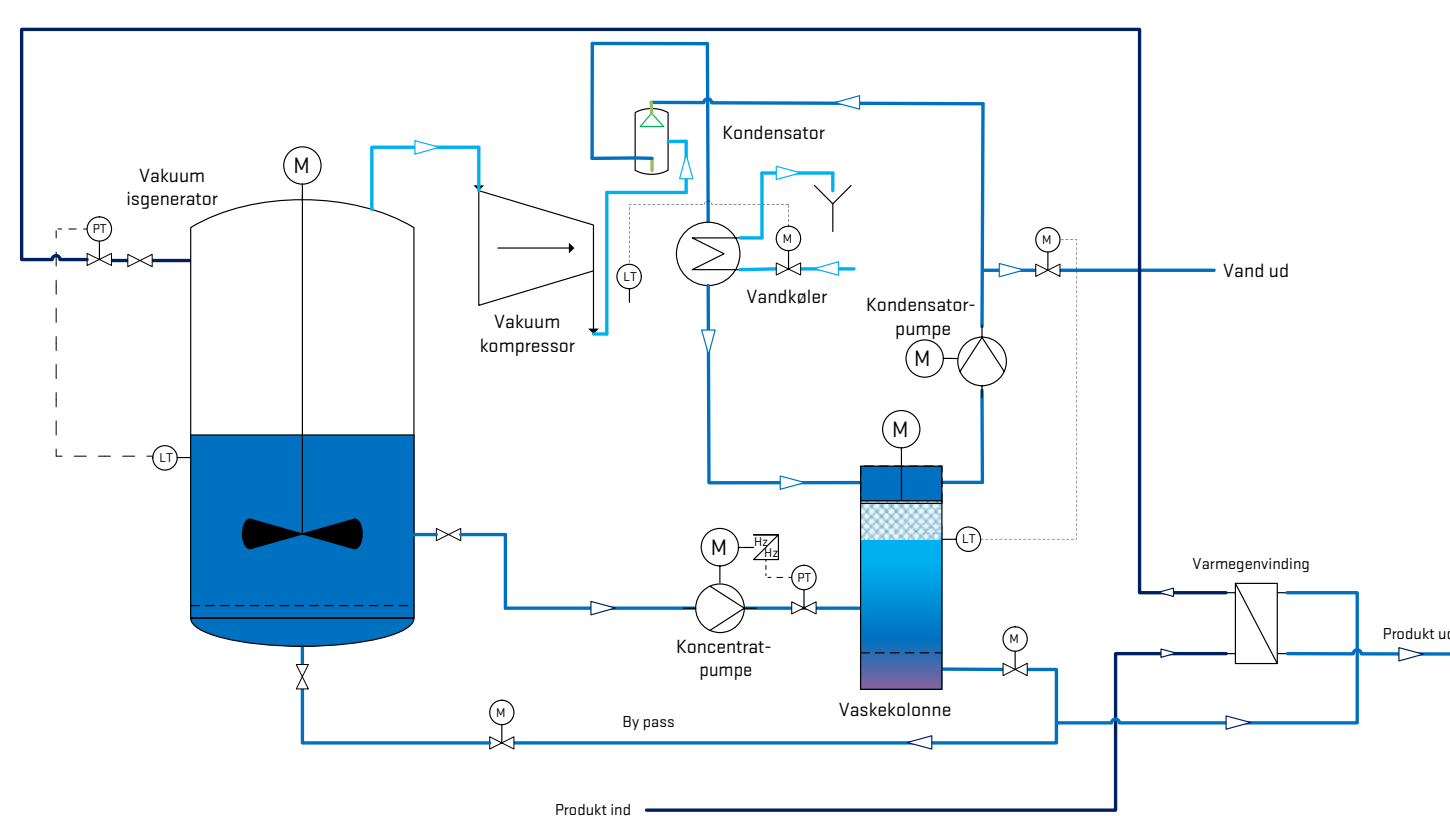 Kondensator
M
Vakuum
isgenerator
PT
M
M
Vand ud
LT
Vandkøler
Kondensator-
pumpe
Vakuum
kompressor
M
M
LT
LT
M
Hz
Hz
PT
Varmegenvinding
M
Produkt ud
Koncentrat-
pumpe
Vaskekolonne
M
By pass
Produkt ind